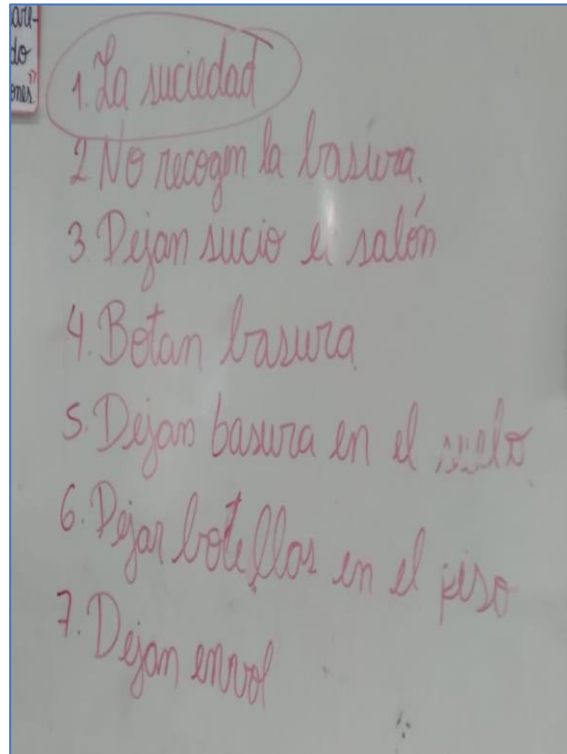 1. La suciedad
2 No recogen la basura.
3. Dejan sucio el salón
4. Botan basura
5. Dejan basura en el suelo
6. Dejan botellas en el piso
7. Dejan envol